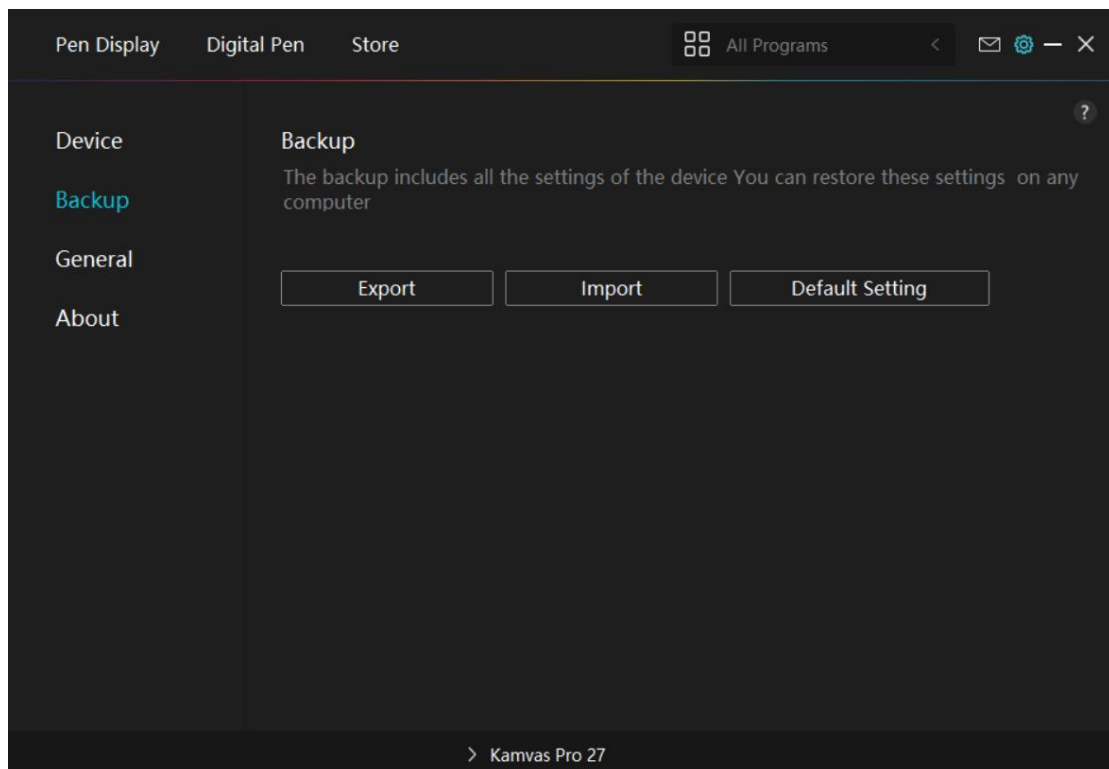 Pen Display Digital Pen Store All Programs
?
Device
Backup
General
About
Backup
The backup includes all the settings of the device You can restore these settings on any
computer
Export Import Default Setting
Kamvas Pro 27